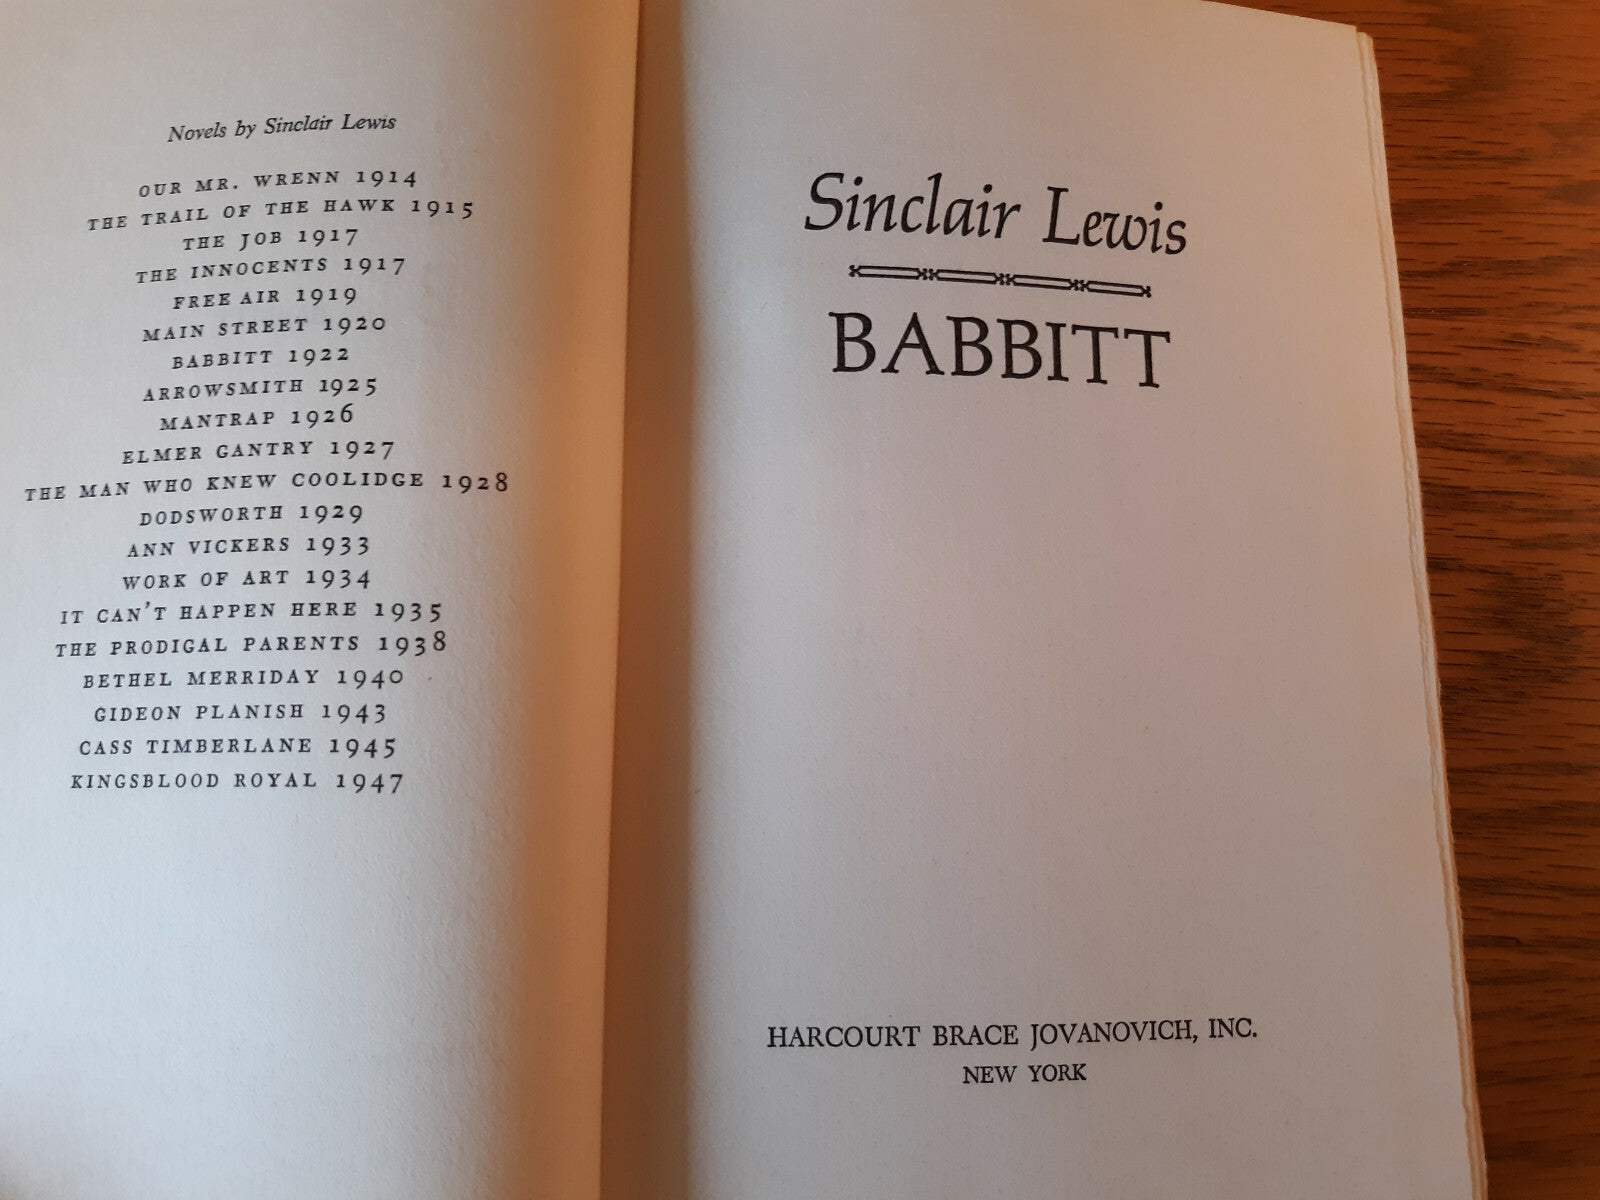 Novels by Sinclair Lewis
OUR MR. WRENN 1914
THE TRAIL OF THE HAWK 1915
THE JOB 1917
THE INNOCENTS 1917
FREE AIR 1919
MAIN STREET 1920
BABBITT 1922
ARROWSMITH 1925
MANTRAP 1926
ELMER GANTRY 1927
THE MAN WHO KNEW COOLIDGE 1928
DODSWORTH 1929
ANN VICKERS 1933
WORK OF ART 1934
IT CAN'T HAPPEN HERE 1935
THE PRODIGAL PARENTS 1938
BETHEL MERRIDAY 1940
GIDEON PLANISH 1943
CASS TIMBERLANE 1945
KINGSBLOOD ROYAL 1947
Sinclair Lewis
BABBITT
HARCOURT BRACE JOVANOVICH, INC.
NEW YORK